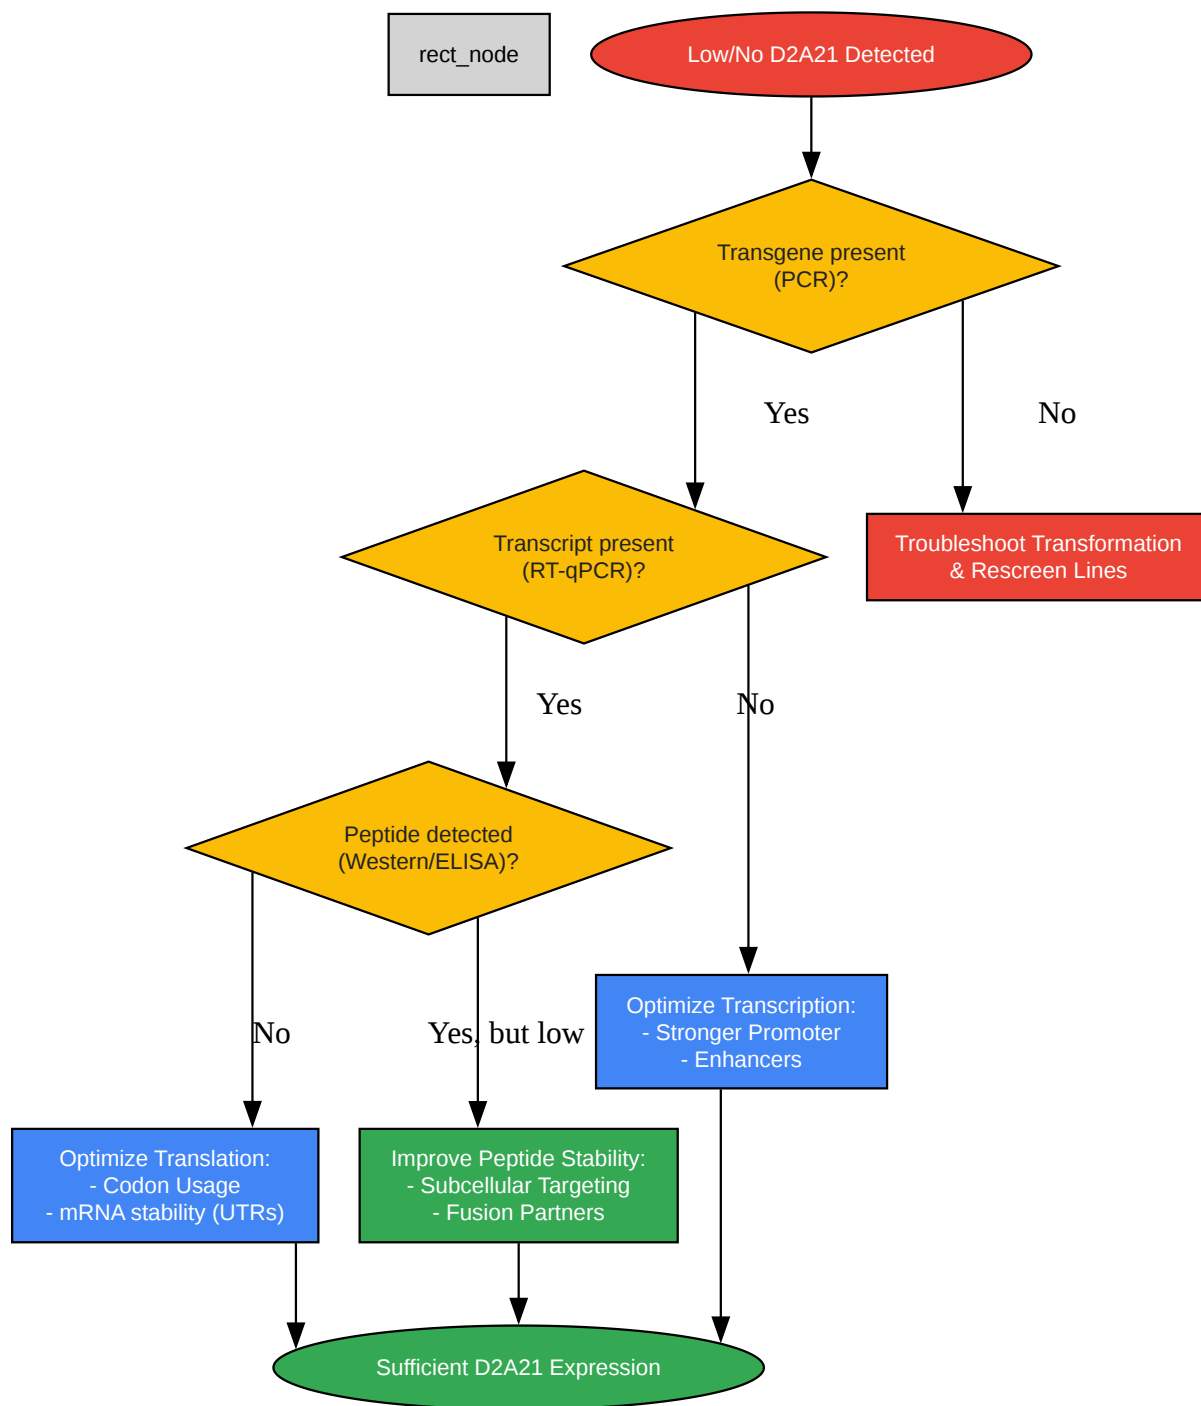 rect_node
Low/No D2A21 Detected
Transgene present
(PCR)?
Yes
No
Transcript present
(RT-qPCR)?
Troubleshoot Transformation
& Rescreen Lines
Yes
No
Peptide detected
(Western/ELISA)?
No
Yes, but low
Optimize Transcription:
- Stronger Promoter
- Enhancers
Optimize Translation:
- Codon Usage
- mRNA stability (UTRs)
Improve Peptide Stability:
- Subcellular Targeting
- Fusion Partners
Sufficient D2A21 Expression